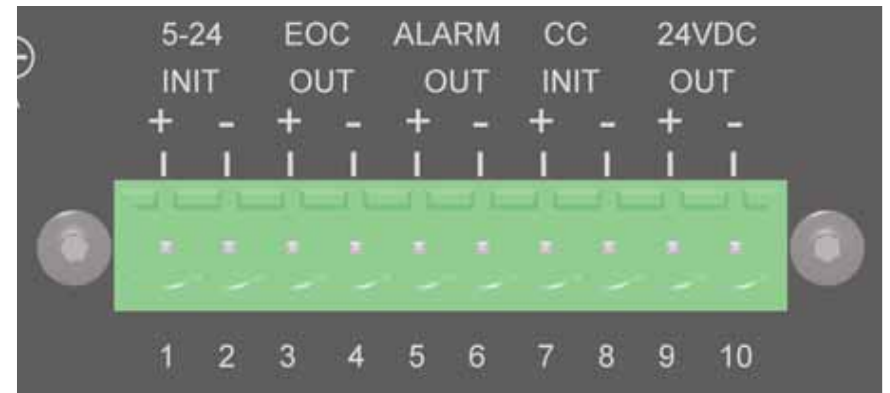 5-24 EOC ALARM CC 24VDC
INIT OUT OUT INIT OUT
+ - + - + - + - + -
1 2 3 4 5 6 7 8 9 10